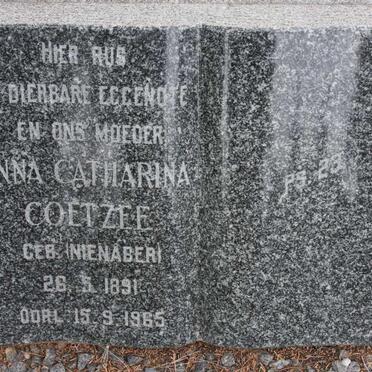 HIER RUS
DIERBARE EGGENOTE
EN ONS MOEDER
NNA CATHARINA
COETZEE
GEB. (NIENABER)
26.5.1891
OORL. 15.9.1965
PS. 23